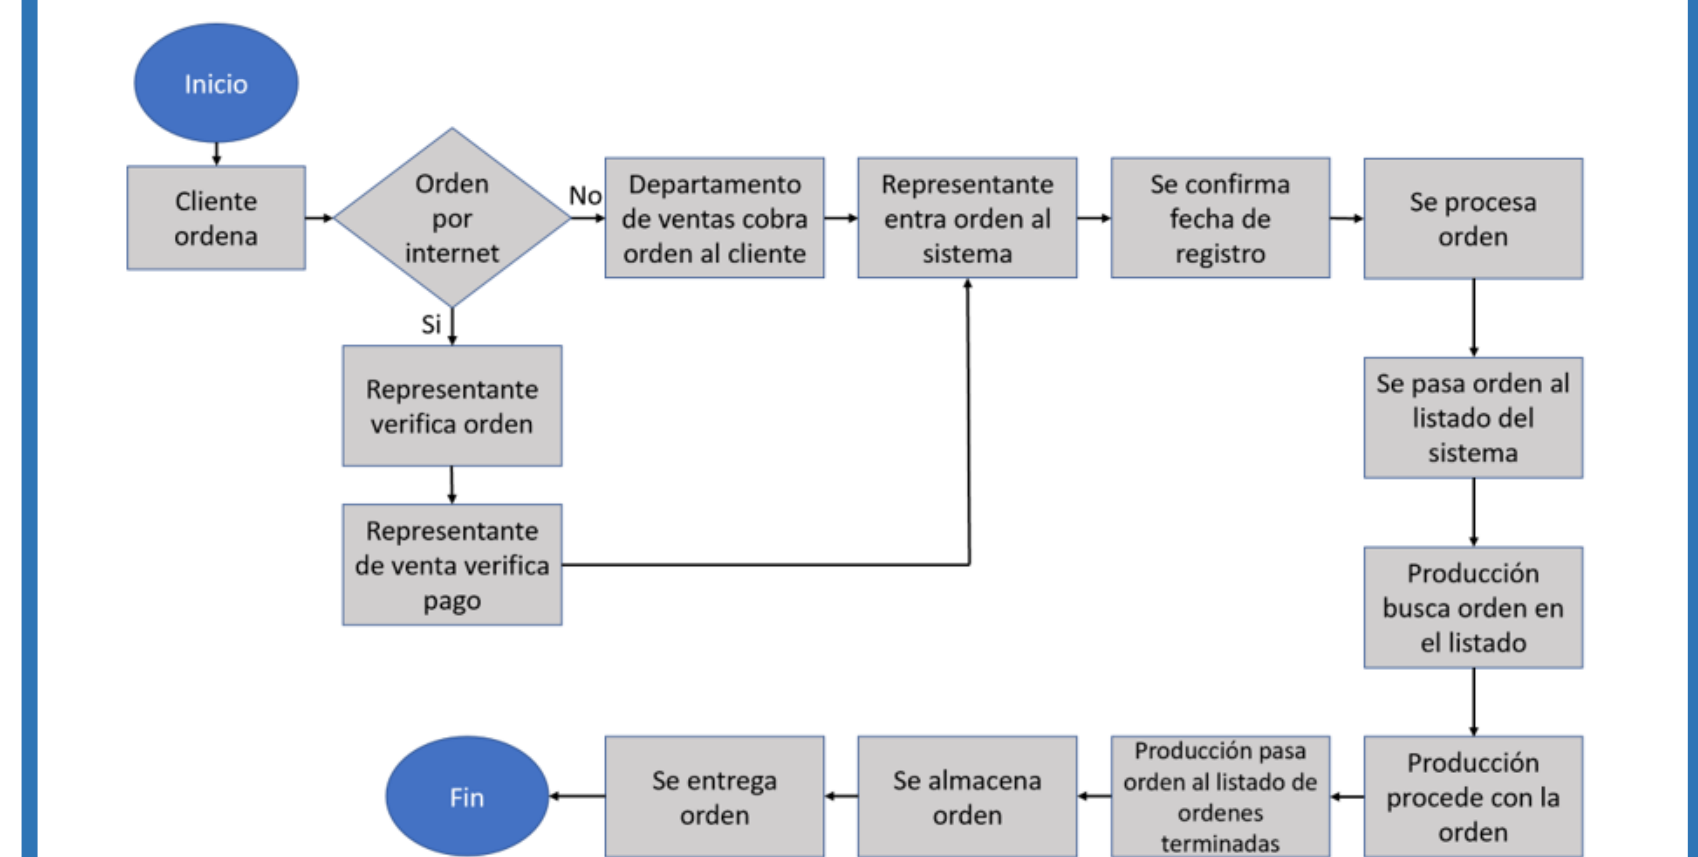 Inicio
Cliente
ordena
Orden
por
internet
No
Departamento
de ventas cobra
orden al cliente
Representante
entra orden al
sistema
Se confirma
fecha de
registro
Se procesa
orden
Si
Representante
verifica orden
Representante
de venta verifica
pago
Se pasa orden al
listado del
sistema
Producción
busca orden en
el listado
Producción
procede con la
orden
Producción pasa
orden al listado de
ordenes
terminadas
Se almacena
orden
Se entrega
orden
Fin